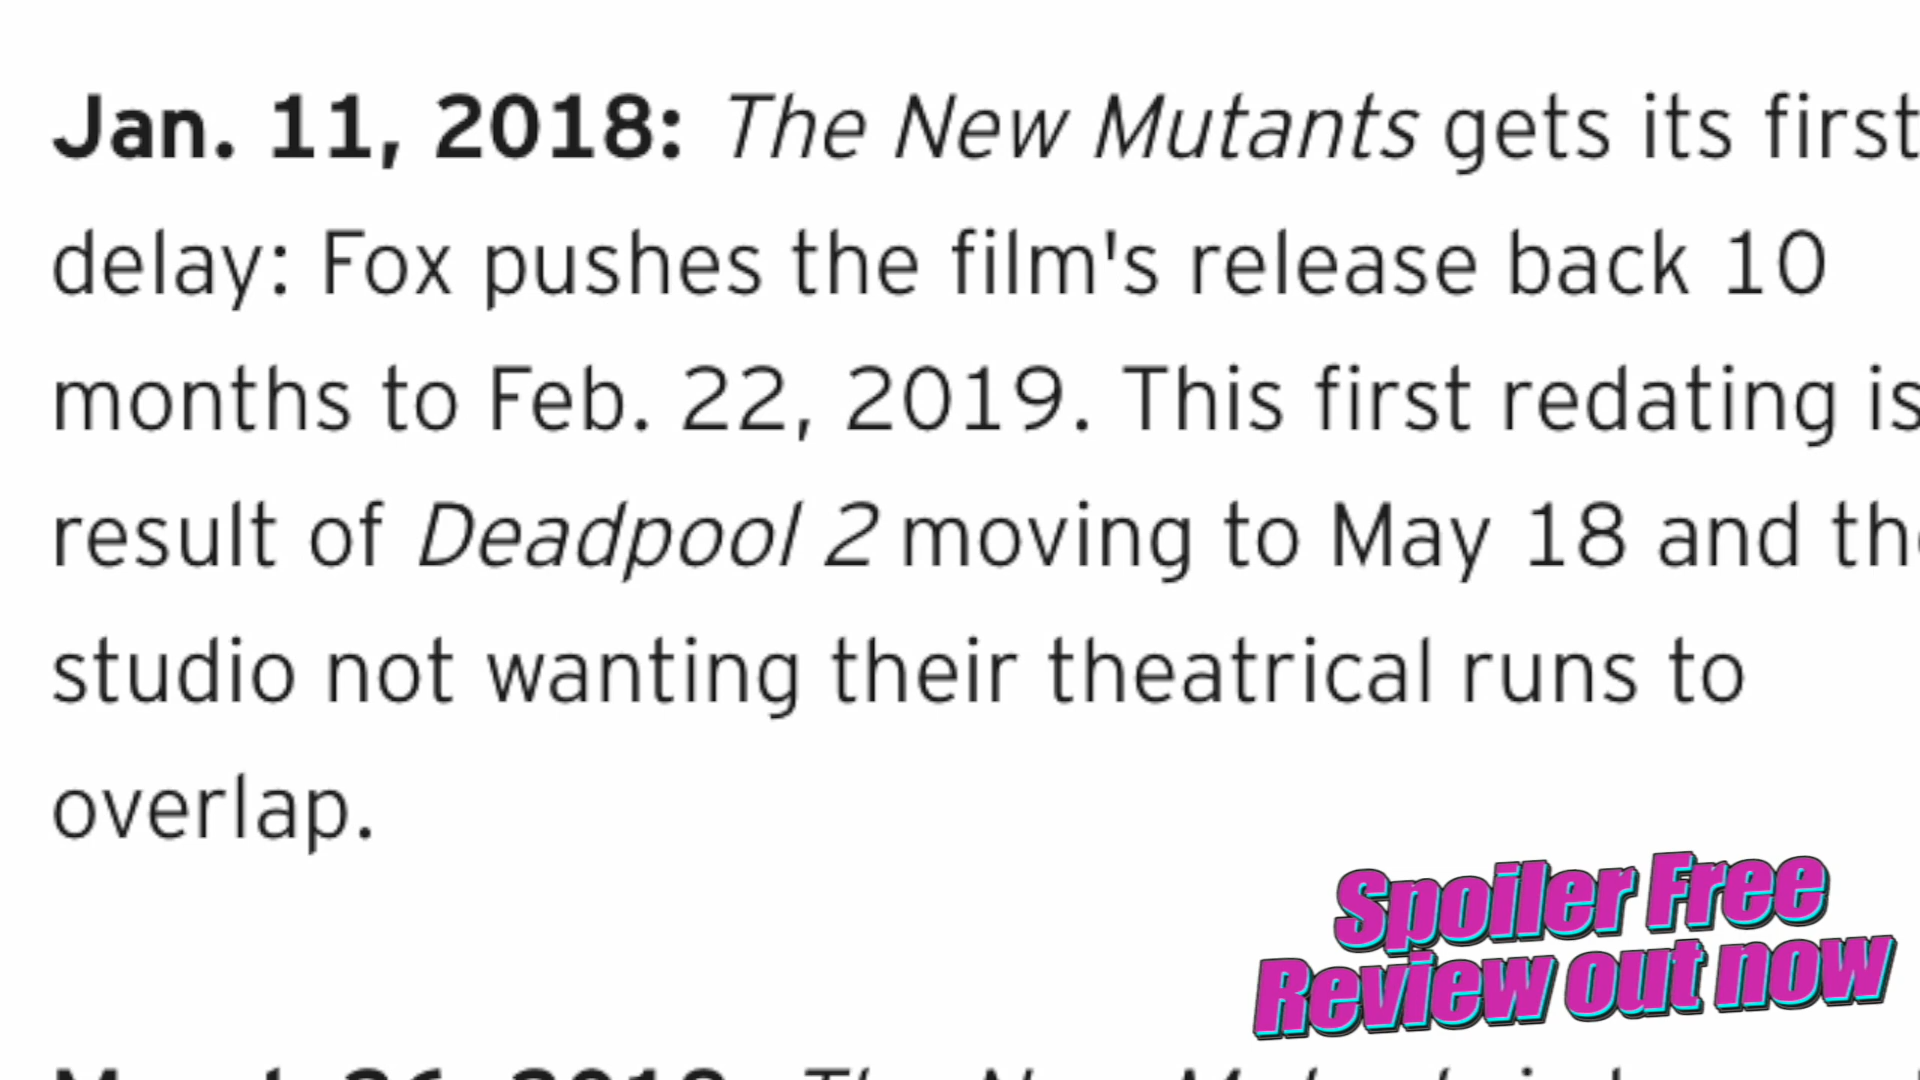 Jan. 11, 2018: The New Mutants gets its first
delay: Fox pushes the film's release back 10
months to Feb. 22, 2019. This first redating is
result of Deadpool 2 moving to May 18 and the
studio not wanting their theatrical runs to
overlap.
Spoiler Free
Review out now